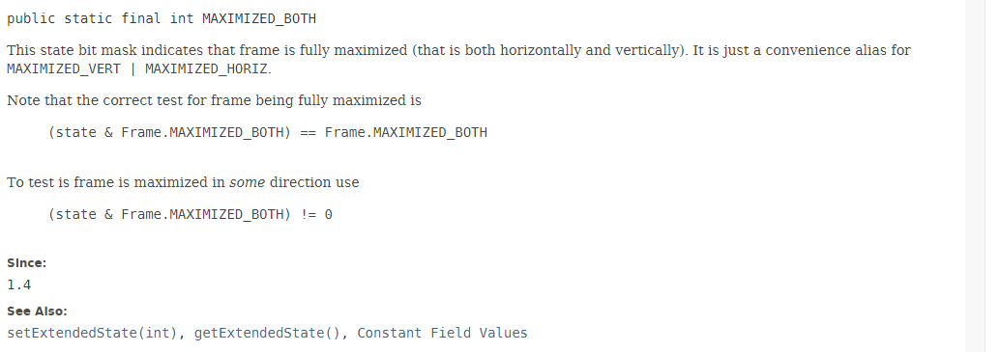 public static final int MAXIMIZED_BOTH
This state bit mask indicates that frame is fully maximized (that is both horizontally and vertically). It is just a convenience alias for
MAXIMIZED_VERT | MAXIMIZED_HORIZ.
Note that the correct test for frame being fully maximized is
(state & Frame.MAXIMIZED_BOTH) == Frame.MAXIMIZED_BOTH
To test is frame is maximized in some direction use
(state & Frame.MAXIMIZED_BOTH) != 0
Since:
1.4
See Also:
setExtendedState(int), getExtendedState(), Constant Field Values